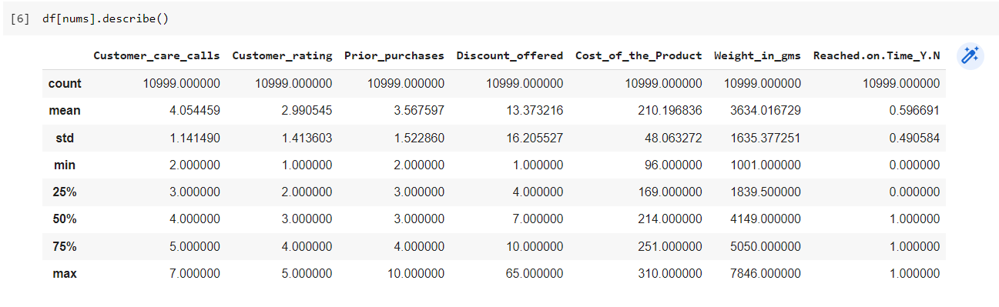 [6] df[nums].describe()
Customer_care_calls Customer_rating Prior_purchases Discount_offered Cost_of_the_Product Weight_in_gms Reached.on.Time_Y.N
count 10999.000000 10999.000000 10999.000000 10999.000000 10999.000000 10999.000000 10999.000000
mean 4.054459 2.990545 3.567597 13.373216 210.196836 3634.016729 0.596691
std 1.141490 1.413603 1.522860 16.205527 48.063272 1635.377251 0.490584
min 2.000000 1.000000 2.000000 1.000000 96.000000 1001.000000 0.000000
25% 3.000000 2.000000 3.000000 4.000000 169.000000 1839.500000 0.000000
50% 4.000000 3.000000 3.000000 7.000000 214.000000 4149.000000 1.000000
75% 5.000000 4.000000 4.000000 10.000000 251.000000 5050.000000 1.000000
max 7.000000 5.000000 10.000000 65.000000 310.000000 7846.000000 1.000000